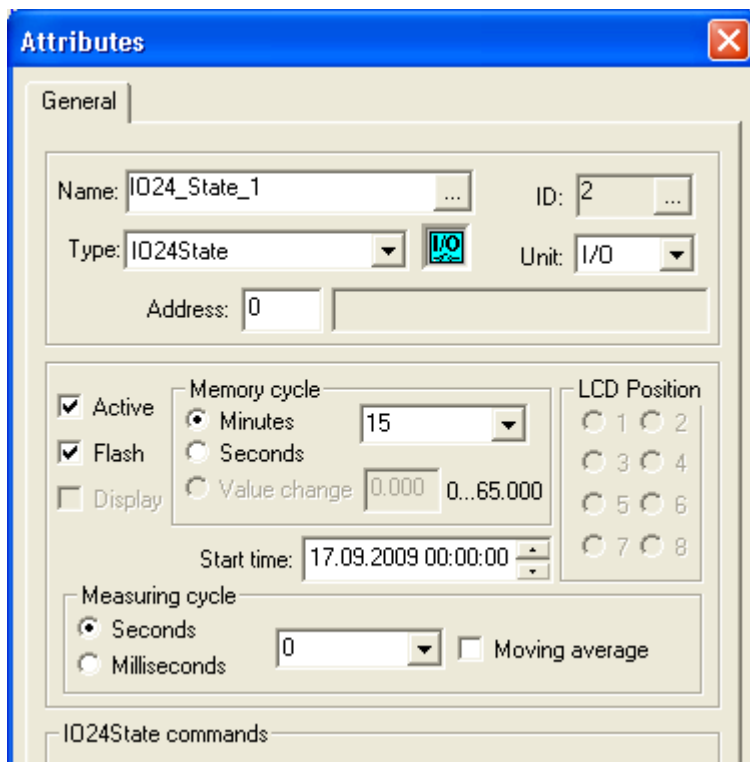 Attributes
General
Name: IO24_State_1 ... ID: 2 ...
Type: IO24State I/O Unit: I/O
Address: 0
Active Memory cycle LCD Position
Minutes 15 1 2
Flash Seconds 3 4
Display Value change 0.000 0...65.000 5 6
Start time: 17.09.2009 00:00:00 7 8
Measuring cycle
Seconds
0 Moving average
Milliseconds
IO24State commands